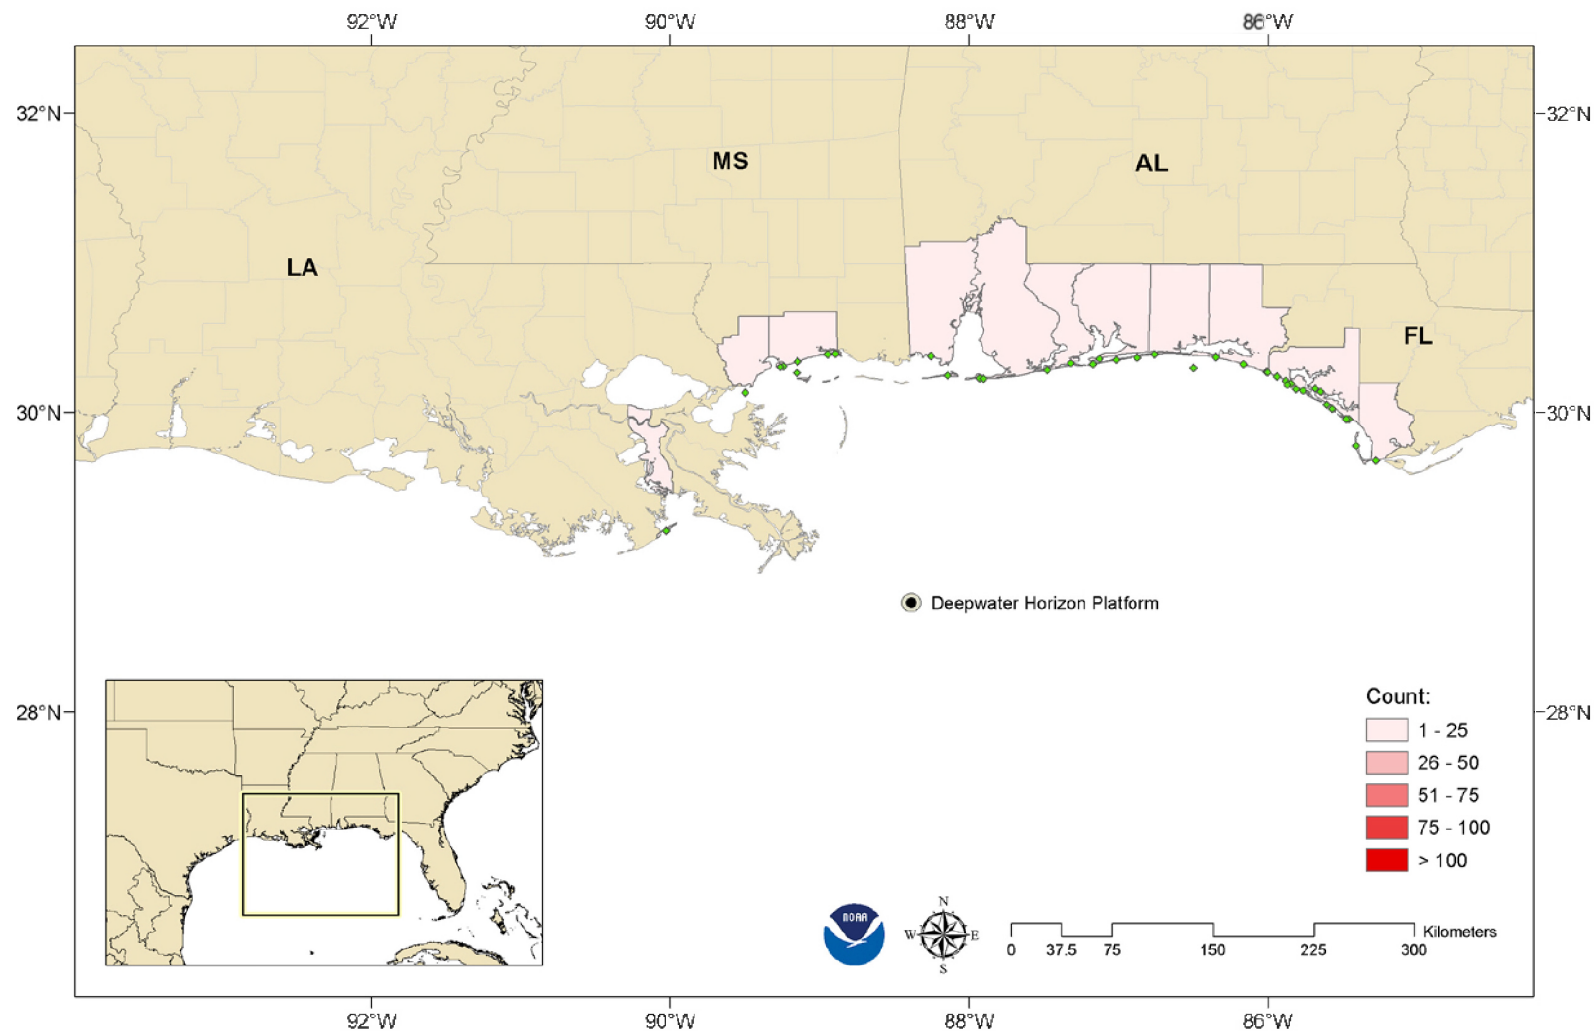 92°W 90°W 88°W 86°W
32°N 32°N
MS AL
LA
FL
30°N 30°N
Deepwater Horizon Platform
28°N 28°N
Count:
1 - 25
26 - 50
51 - 75
75 - 100
> 100
NOAA
N
W E
S
0 37.5 75 150 225 300 Kilometers
92°W 90°W 88°W 86°W